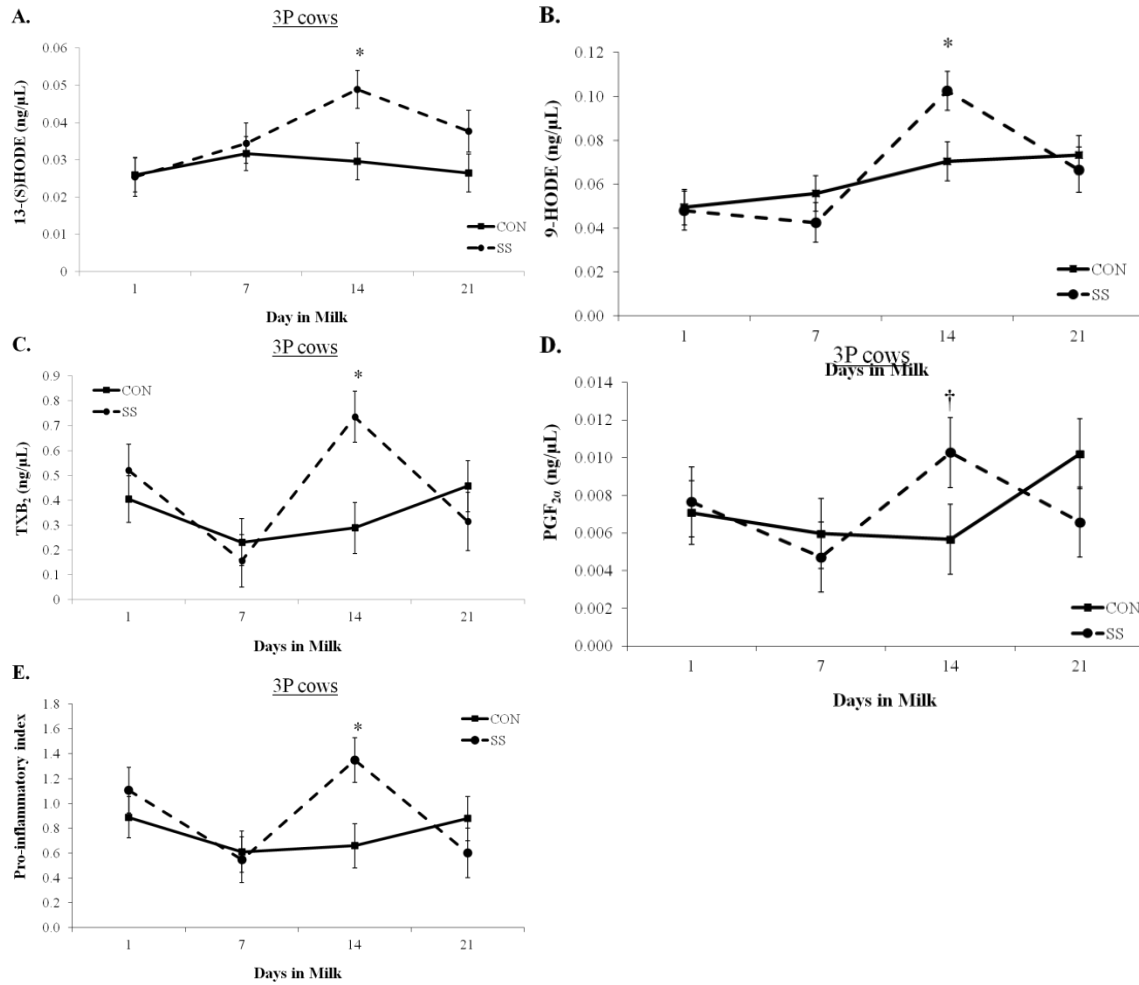 A.
3P cows
13-(S)HODE (ng/µL)
0.06
0.05
0.04
0.03
0.02
0.01
0
*
CON
SS
1 7 14 21
Day in Milk
B.
9-HODE (ng/µL)
0.12
0.10
0.08
0.06
0.04
0.02
0.00
*
CON
SS
1 7 14 21
Days in Milk
C.
3P cows
TXB₂ (ng/µL)
0.9
0.8
0.7
0.6
0.5
0.4
0.3
0.2
0.1
0
*
CON
SS
1 7 14 21
Days in Milk
D.
3P cows
PGF₂α (ng/µL)
0.014
0.012
0.010
0.008
0.006
0.004
0.002
0.000
†
CON
SS
1 7 14 21
Days in Milk
E.
3P cows
Pro-inflammatory index
1.8
1.6
1.4
1.2
1.0
0.8
0.6
0.4
0.2
0.0
*
CON
SS
1 7 14 21
Days in Milk